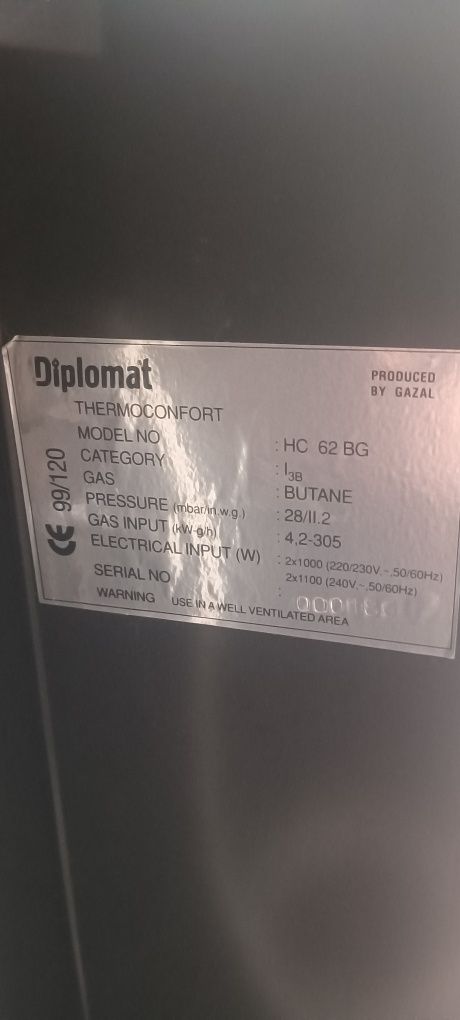 Diplomat
PRODUCED
BY GAZAL
THERMOCONFORT
MODEL NO : HC 62 BG
CATEGORY : I3B
GAS : BUTANE
PRESSURE (mbar/in.w.g.) : 28/II.2
GAS INPUT (kW-g/h) : 4,2-305
ELECTRICAL INPUT (W) : 2x1000 (220/230V.~,50/60Hz)
2x1100 (240V.~,50/60Hz)
SERIAL NO :
WARNING USE IN A WELL VENTILATED AREA
CE 99/120